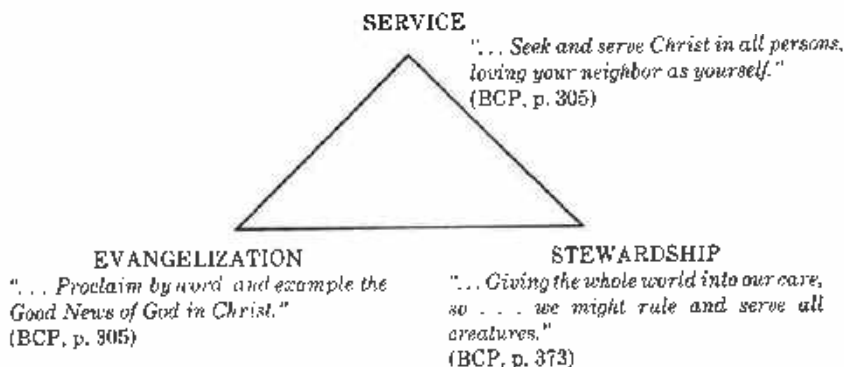 SERVICE
". . . Seek and serve Christ in all persons,
loving your neighbor as yourself."
(BCP, p. 305)
EVANGELIZATION
". . . Proclaim by word and example the
Good News of God in Christ."
(BCP, p. 305)
STEWARDSHIP
". . . Giving the whole world into our care,
so . . . we might rule and serve all
creatures."
(BCP, p. 373)